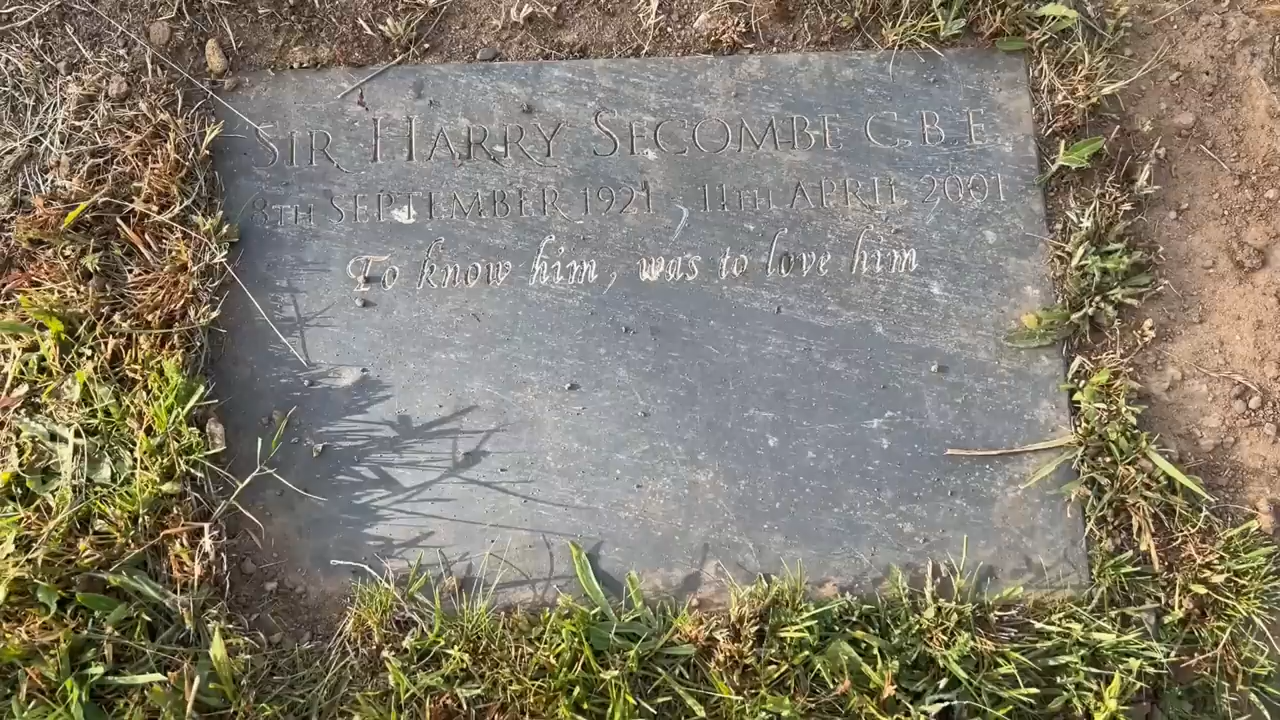 SIR HARRY SECOMBE C.B.E
8TH SEPTEMBER 1921 - 11TH APRIL 2001
To know him, was to love him